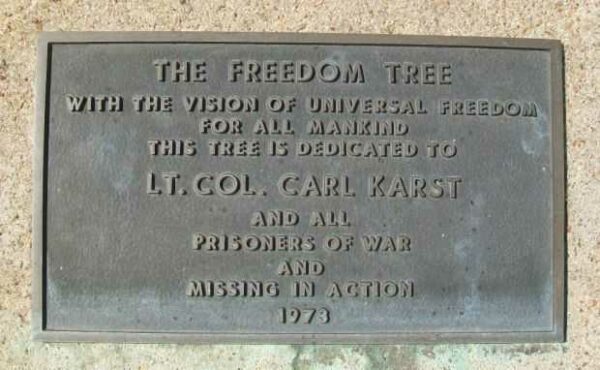 THE FREEDOM TREE
WITH THE VISION OF UNIVERSAL FREEDOM
FOR ALL MANKIND
THIS TREE IS DEDICATED TO
LT. COL. CARL KARST
AND ALL
PRISONERS OF WAR
AND
MISSING IN ACTION
1973